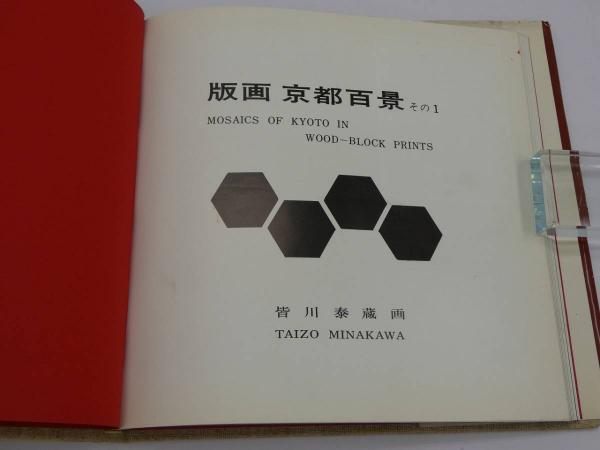 版画 京都百景 その1
MOSAICS OF KYOTO IN
WOOD-BLOCK PRINTS
皆川泰蔵画
TAIZO MINAKAWA